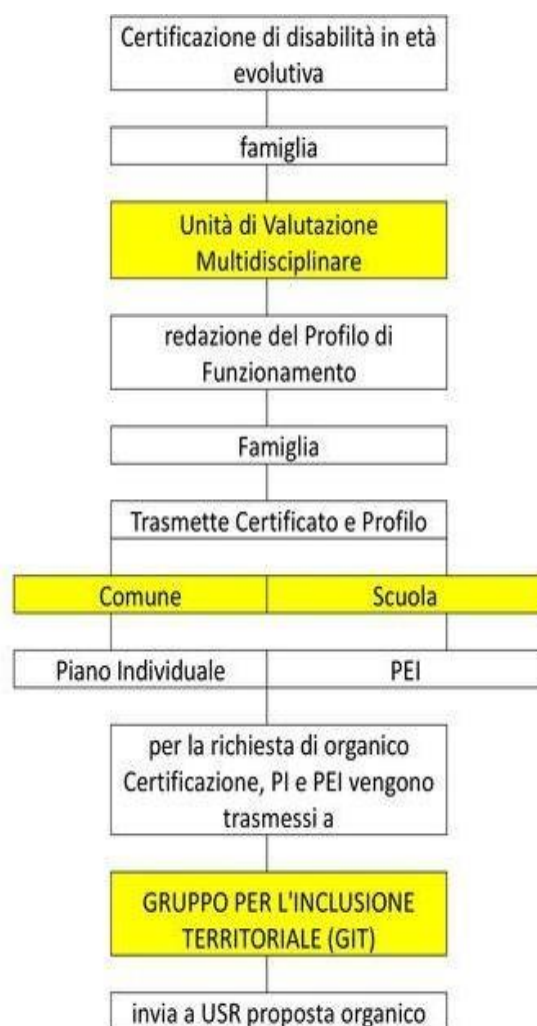 Certificazione di disabilità in età
evolutiva
famiglia
Unità di Valutazione
Multidisciplinare
redazione del Profilo di
Funzionamento
Famiglia
Trasmette Certificato e Profilo
Comune
Scuola
Piano Individuale
PEI
per la richiesta di organico
Certificazione, PI e PEI vengono
trasmessi a
GRUPPO PER L'INCLUSIONE
TERRITORIALE (GIT)
invia a USR proposta organico